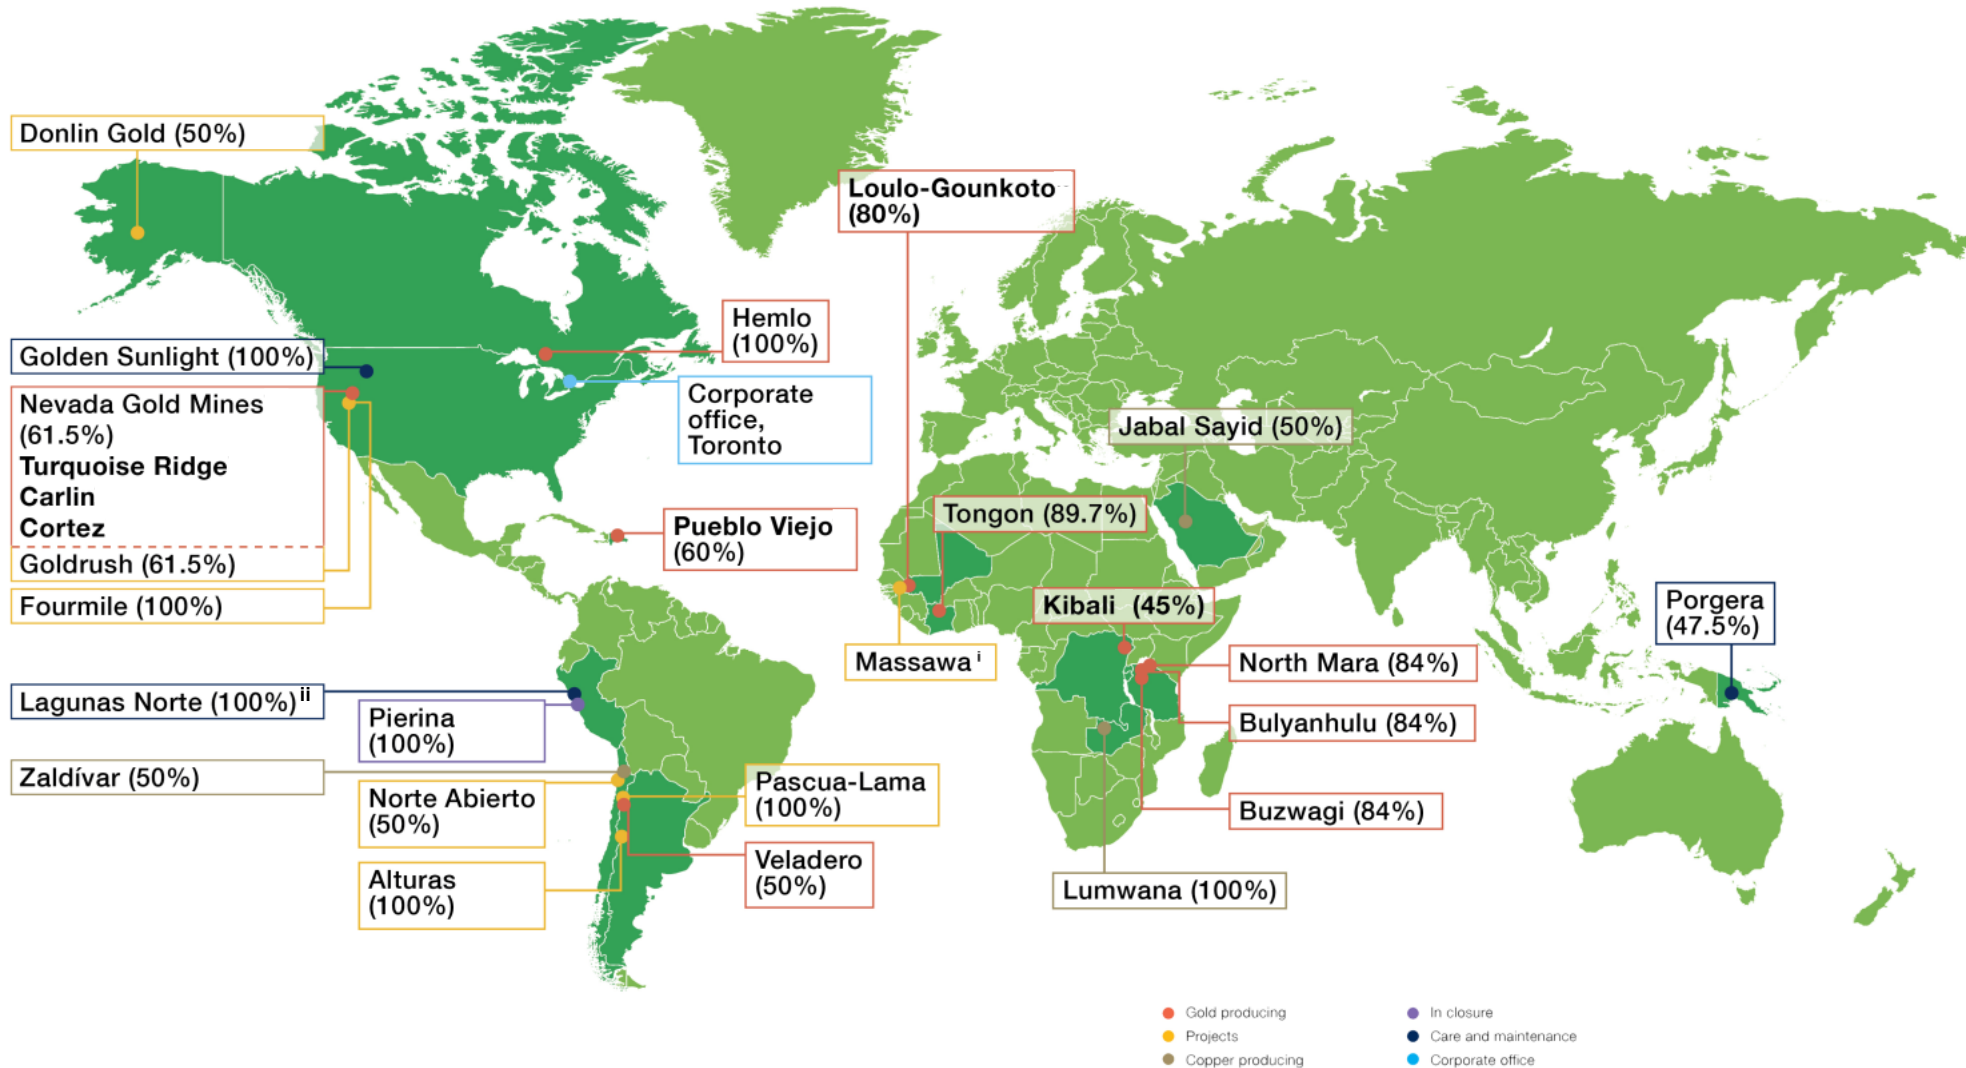 Donlin Gold (50%)
Loulo-Gounkoto
(80%)
Hemlo
(100%)
Golden Sunlight (100%)
Corporate
office,
Toronto
Nevada Gold Mines
(61.5%)
Turquoise Ridge
Carlin
Cortez
Goldrush (61.5%)
Fourmile (100%)
Jabal Sayid (50%)
Tongon (89.7%)
Pueblo Viejo
(60%)
Kibali (45%)
Porgera
(47.5%)
Massawa i
North Mara (84%)
Lagunas Norte (100%) ii
Pierina
(100%)
Bulyanhulu (84%)
Zaldívar (50%)
Norte Abierto
(50%)
Pascua-Lama
(100%)
Buzwagi (84%)
Alturas
(100%)
Veladero
(50%)
Lumwana (100%)
Gold producing
Projects
Copper producing
In closure
Care and maintenance
Corporate office